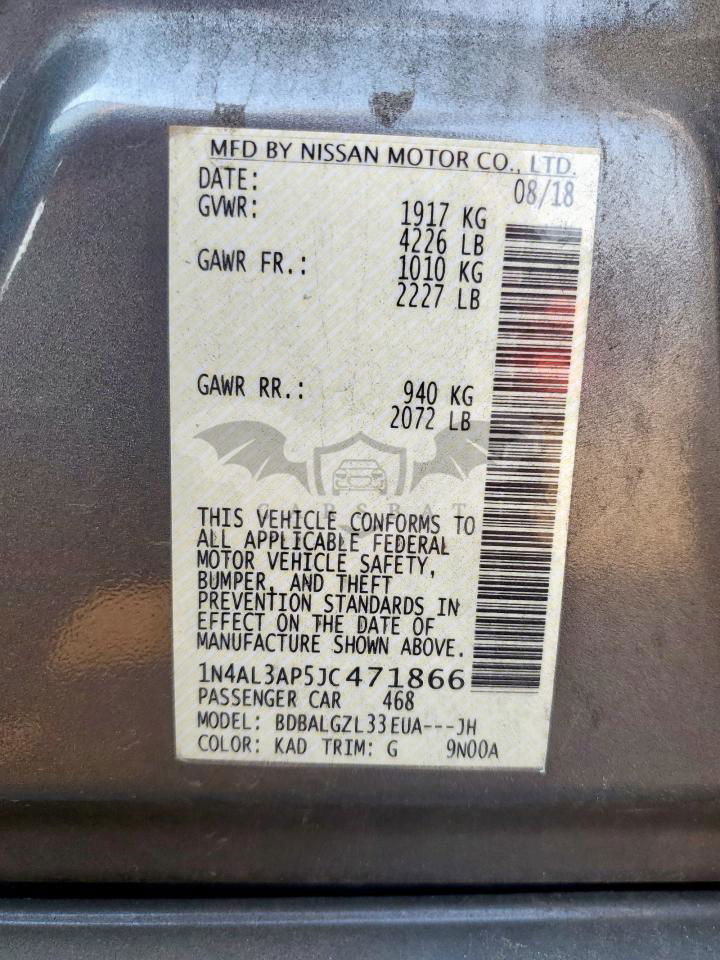 MFD BY NISSAN MOTOR CO., LTD.
DATE: 08/18
GVWR: 1917 KG
4226 LB
GAWR FR.: 1010 KG
2227 LB
GAWR RR.: 940 KG
2072 LB
CARSBAT
THIS VEHICLE CONFORMS TO
ALL APPLICABLE FEDERAL
MOTOR VEHICLE SAFETY,
BUMPER, AND THEFT
PREVENTION STANDARDS IN
EFFECT ON THE DATE OF
MANUFACTURE SHOWN ABOVE.
1N4AL3AP5JC471866
PASSENGER CAR 468
MODEL: BDBALGZL33EUA---JH
COLOR: KAD TRIM: G 9N00A